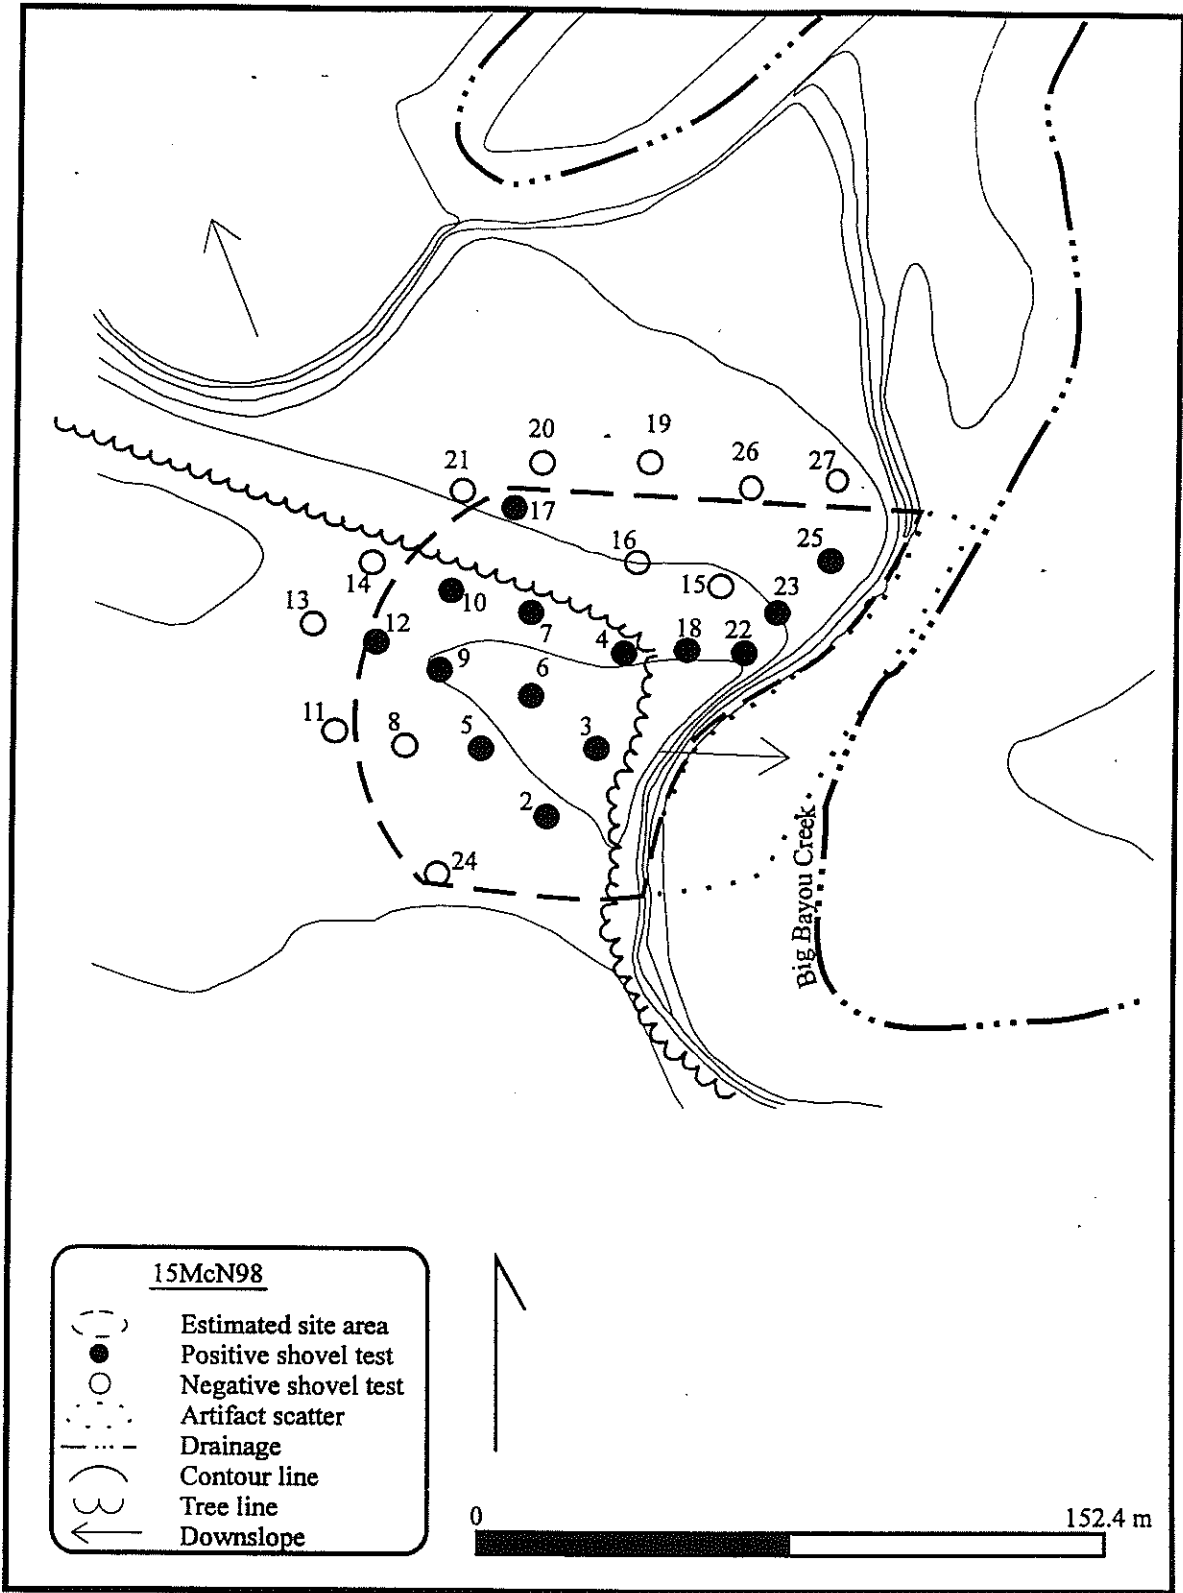 20
19
21
26
27
17
16
25
14
15
23
10
13
12
7
4
18
22
9
6
11
8
5
3
2
Big Bayou Creek
24
15McN98
Estimated site area
Positive shovel test
Negative shovel test
Artifact scatter
Drainage
Contour line
Tree line
Downslope
0
152.4 m